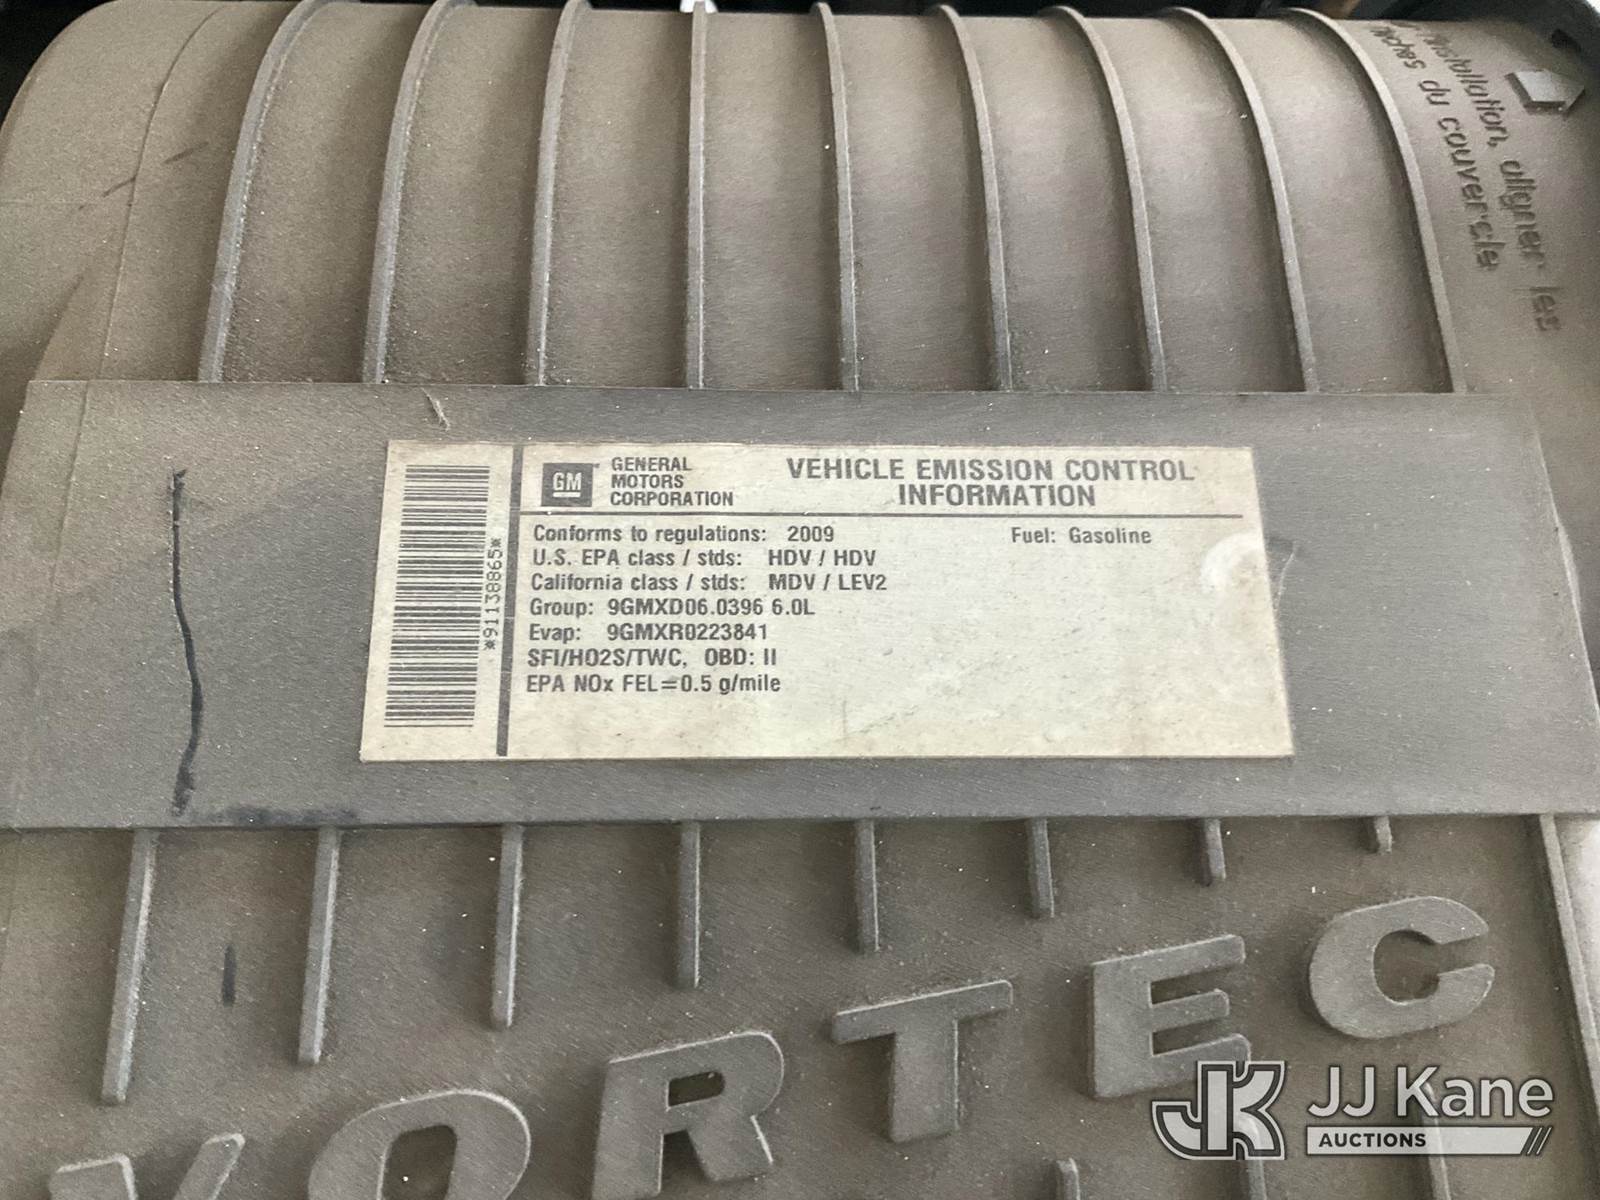 installation, aligner les
du couvercle
GM
GENERAL
MOTORS
CORPORATION
VEHICLE EMISSION CONTROL
INFORMATION
*91138865*
Conforms to regulations: 2009 Fuel: Gasoline
U.S. EPA class / stds: HDV / HDV
California class / stds: MDV / LEV2
Group: 9GMXD06.0396 6.0L
Evap: 9GMXR0223841
SFI/HO2S/TWC, OBD: II
EPA NOx FEL=0.5 g/mile
VORTEC
JK JJ Kane
AUCTIONS